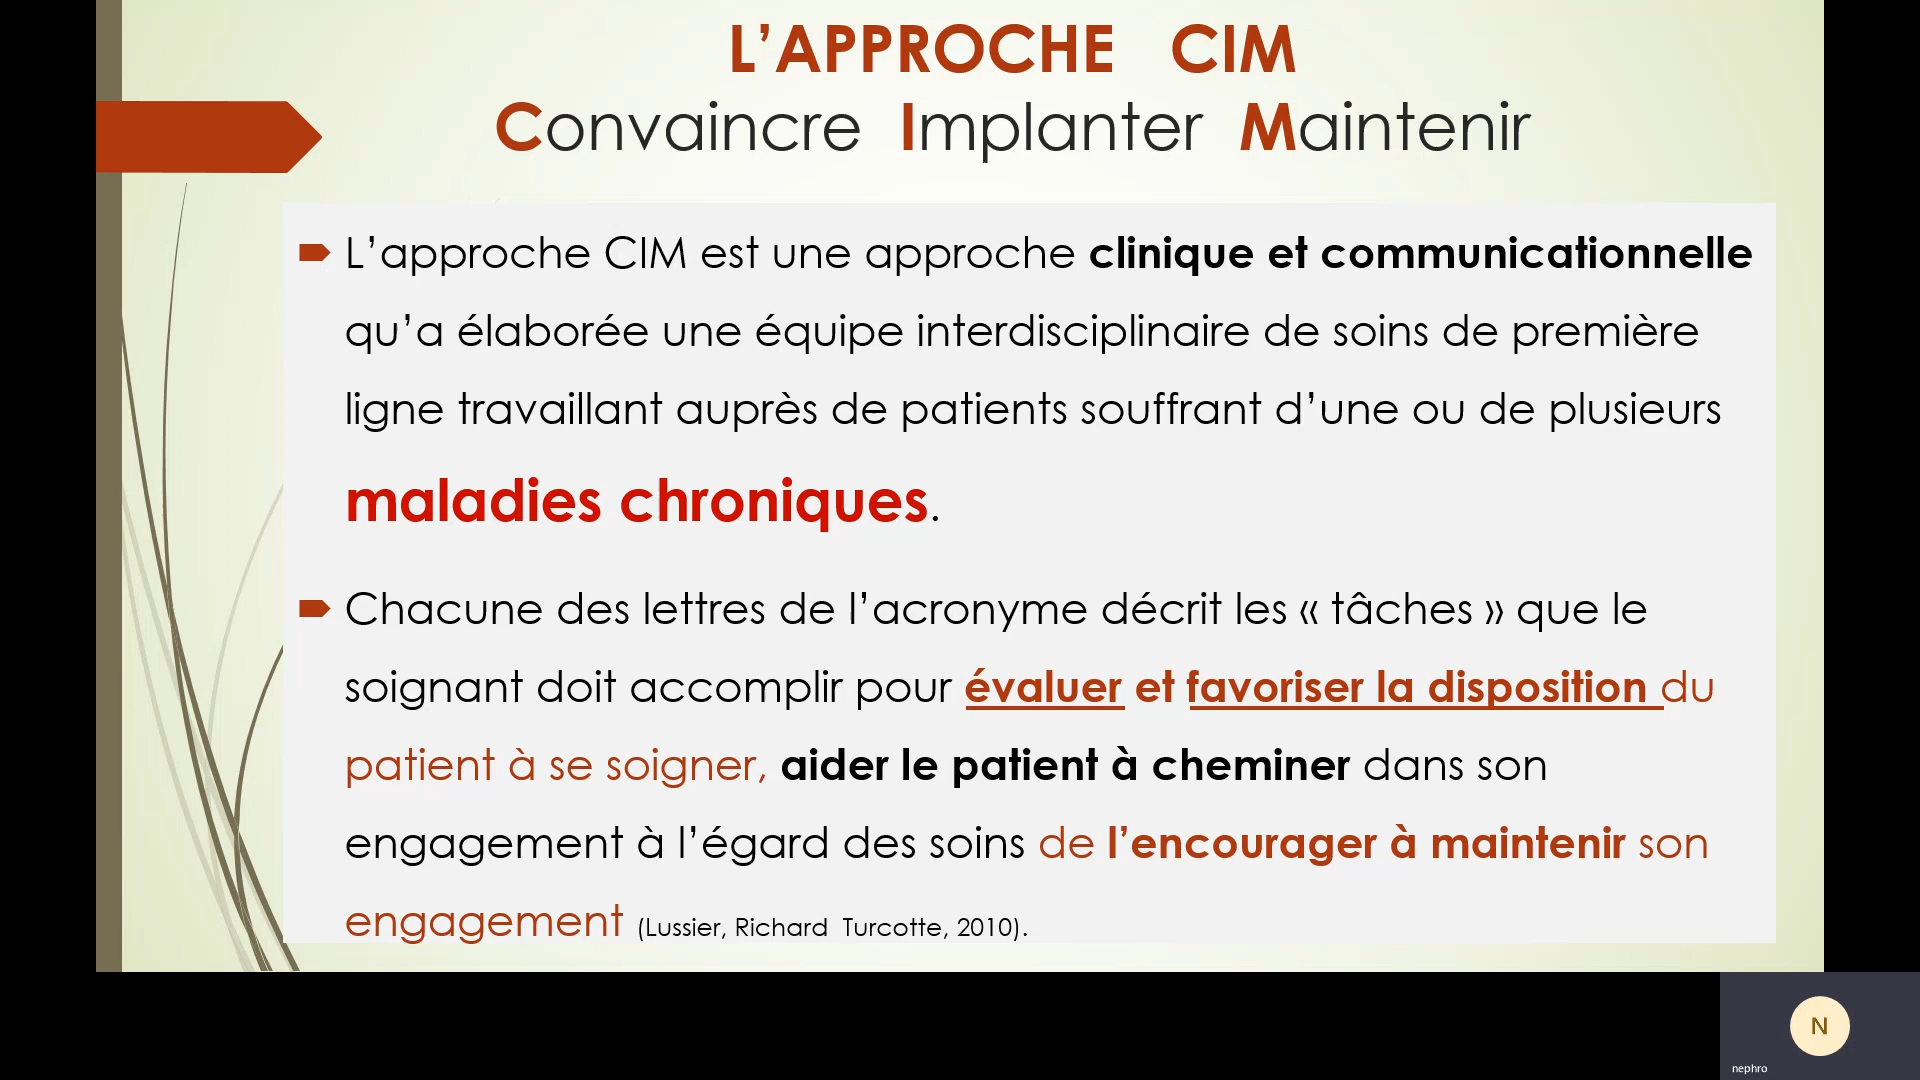 L’APPROCHE CIM
Convaincre Implanter Maintenir
L’approche CIM est une approche clinique et communicationnelle
qu’a élaborée une équipe interdisciplinaire de soins de première
ligne travaillant auprès de patients souffrant d’une ou de plusieurs
maladies chroniques.
Chacune des lettres de l’acronyme décrit les « tâches » que le
soignant doit accomplir pour évaluer et favoriser la disposition du
patient à se soigner, aider le patient à cheminer dans son
engagement à l’égard des soins de l’encourager à maintenir son
engagement (Lussier, Richard Turcotte, 2010).
N
nephro